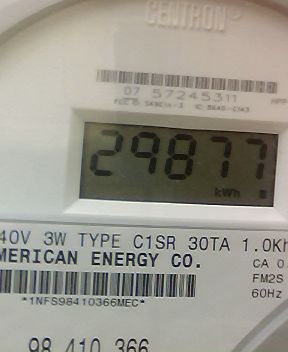 CENTRON®
07 57245311
29877
kWh
40V 3W TYPE C1SR 30TA 1.0Kh
MERICAN ENERGY CO.
CA 0.
FM2S
60Hz
*1NFS98410366MEC*
98 410 366